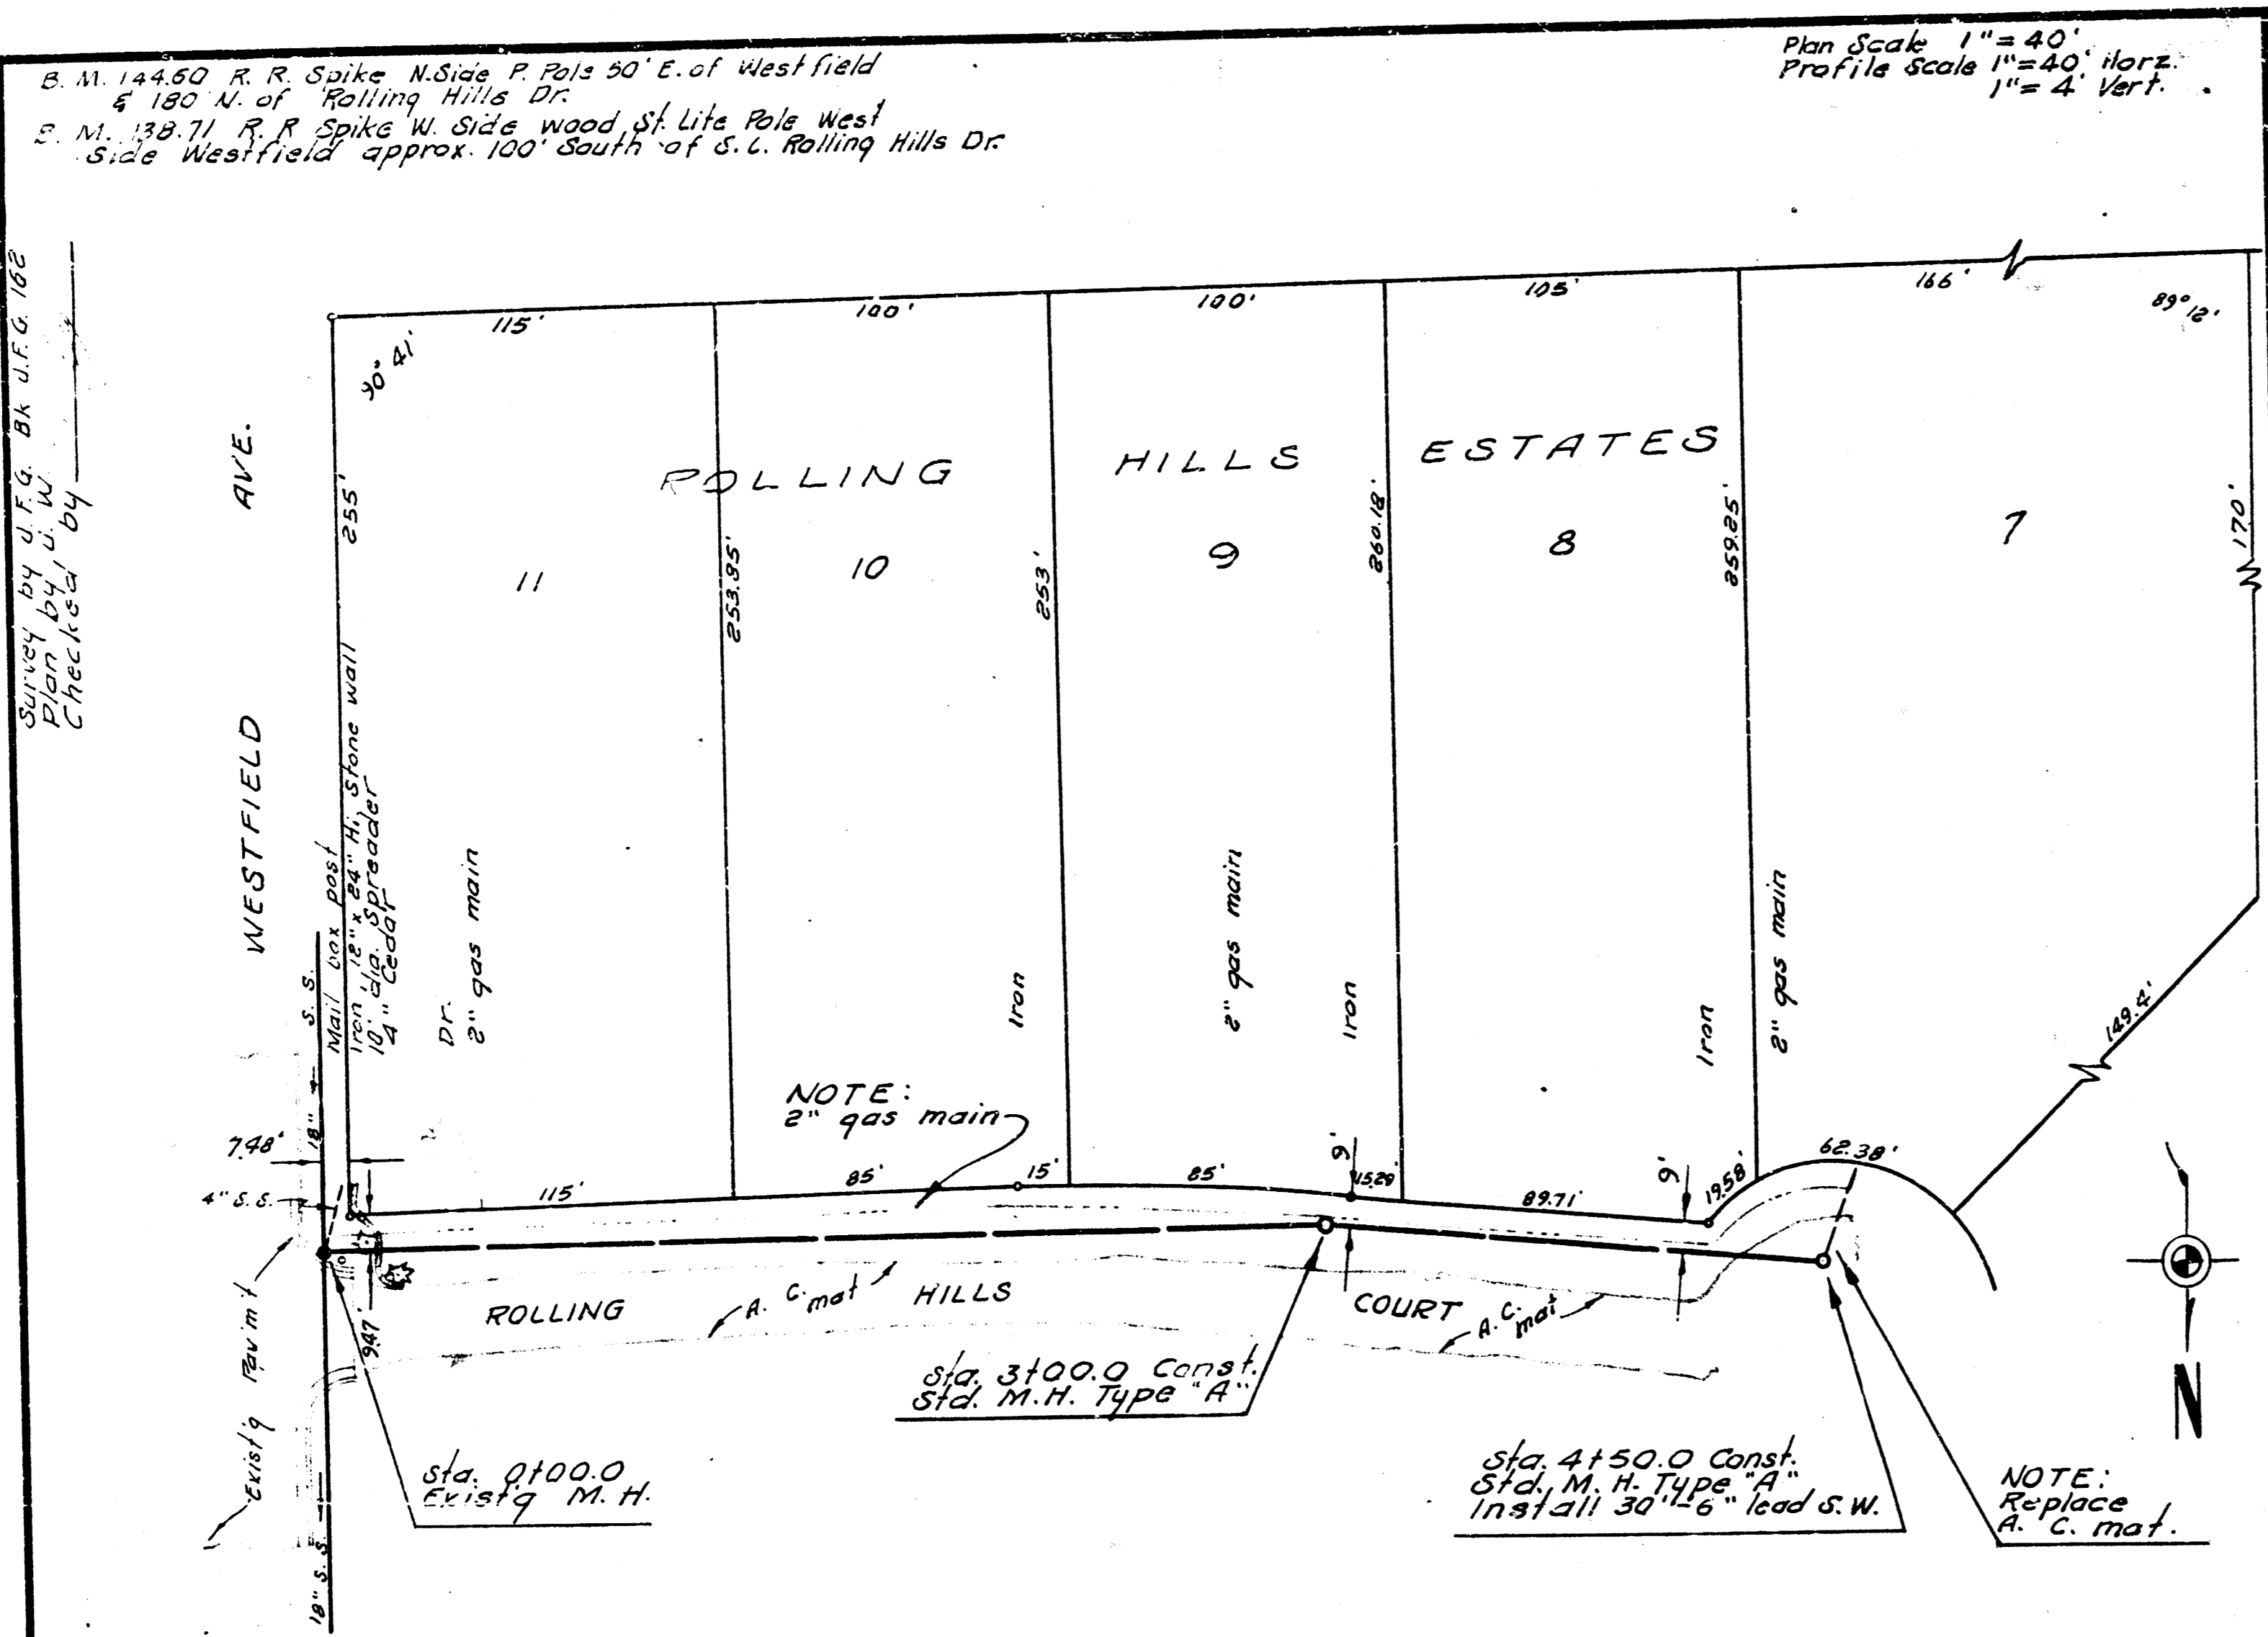 B. M. 144.60 R. R. Spike N. Side P. Pole 50' E. of Westfield
& 180' N. of Rolling Hills Dr.
B. M. 138.71 R. R Spike W. Side wood St. Lite Pole West
Side Westfield approx. 100' South of S. L. Rolling Hills Dr.
Plan Scale 1"=40'
Profile Scale 1"=40' Horz.
1"= 4' Vert.
Survey by J. F. G. Bk J.F.G. 162
Plan by J. W.
Checked by
115'
100'
100'
105'
166'
89° 12'
90° 41'
WESTFIELD AVE.
ROLLING HILLS ESTATES
11
10
9
8
7
255'
253.95'
253'
260.18'
259.25'
170'
149.4'
Mail box post
Iron, 12" x 24" Hi, Stone wall
10' dia. Spreader
4" Cedar
Dr.
2" gas main
Iron
2" gas main
Iron
Iron
2" gas main
NOTE:
2" gas main
18" S. S.
7.48'
4" S.S.
115'
85'
15'
85'
9'
15.29'
89.71'
9'
19.58'
62.38'
9.47'
Exist'g Pav'm't
ROLLING HILLS COURT
A. C. mat
A. C. mat
Sta. 0+00.0
Exist'g M. H.
Sta. 3+00.0 Const.
Std. M.H. Type "A"
Sta. 4+50.0 Const.
Std. M. H. Type "A"
Install 30'-6" lead S. W.
NOTE:
Replace
A. C. mat.
N
18" S. S.